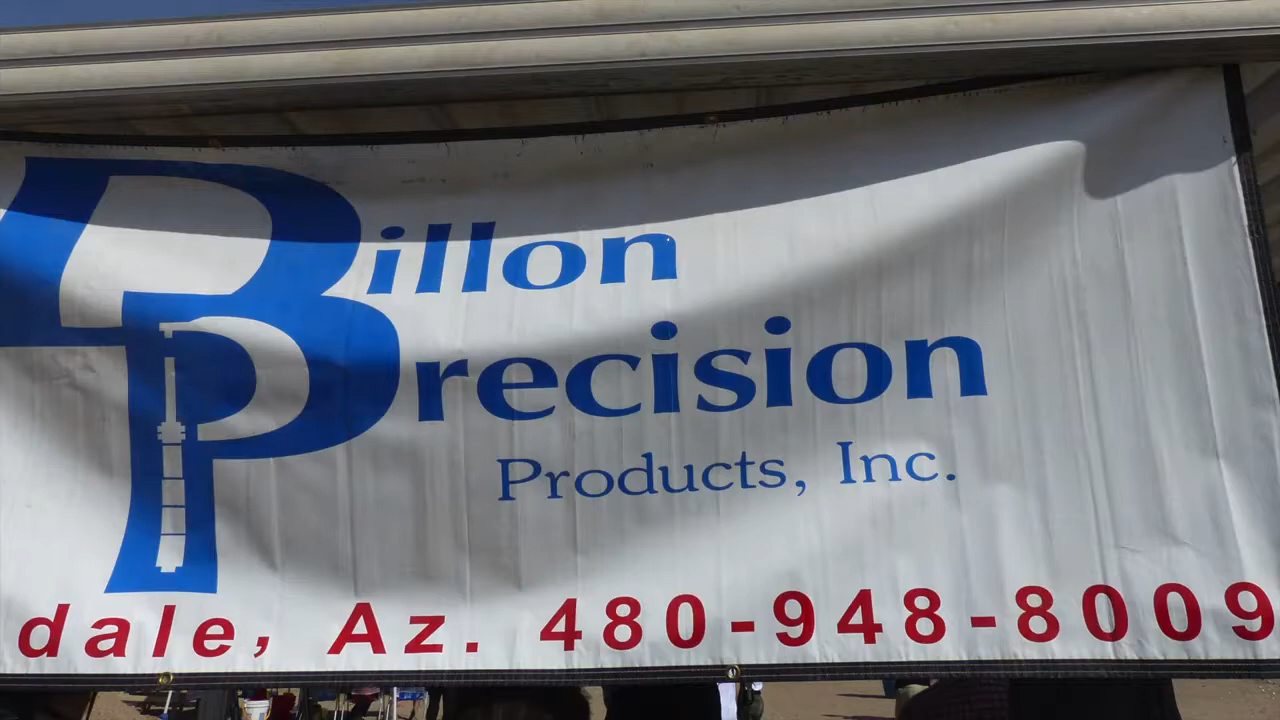 Dillon
Precision
Products, Inc.
dale, Az. 480-948-8009